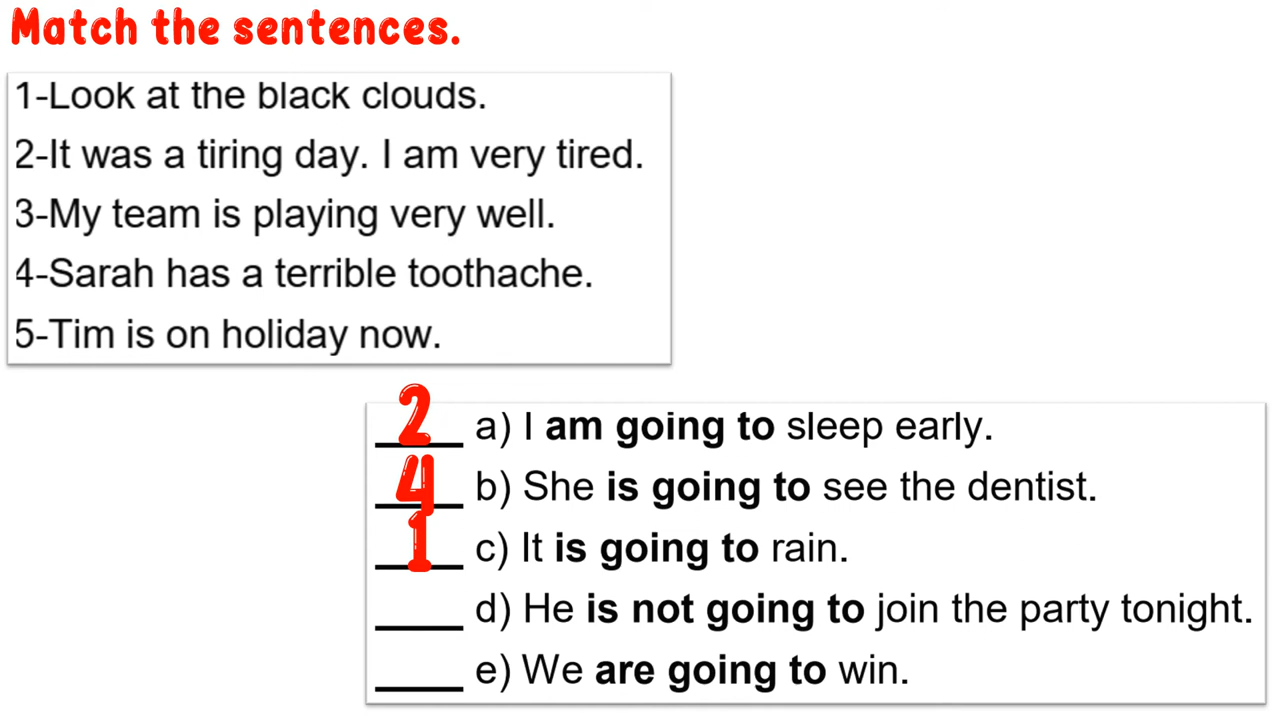 Match the sentences.
1-Look at the black clouds.
2-It was a tiring day. I am very tired.
3-My team is playing very well.
4-Sarah has a terrible toothache.
5-Tim is on holiday now.
2 a) I am going to sleep early.
4 b) She is going to see the dentist.
1 c) It is going to rain.
___ d) He is not going to join the party tonight.
___ e) We are going to win.